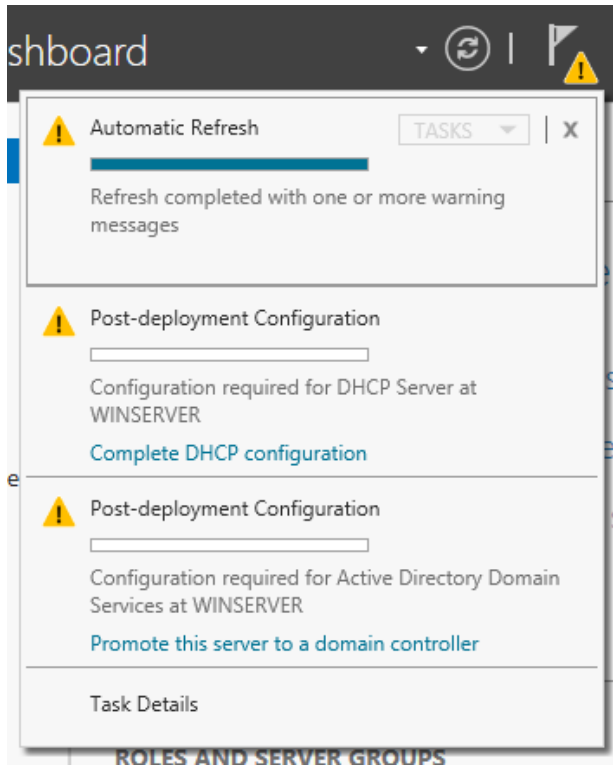 shboard
Automatic Refresh
TASKS
X
Refresh completed with one or more warning
messages
Post-deployment Configuration
Configuration required for DHCP Server at
WINSERVER
Complete DHCP configuration
e
Post-deployment Configuration
Configuration required for Active Directory Domain
Services at WINSERVER
Promote this server to a domain controller
Task Details
ROLES AND SERVER GROUPS